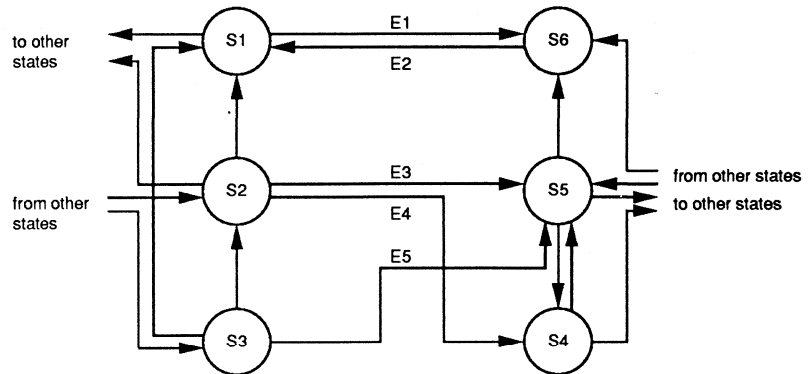 E1
S1
S6
to other
states
E2
E3
from other states
S2
S5
to other states
from other
states
E4
E5
S3
S4